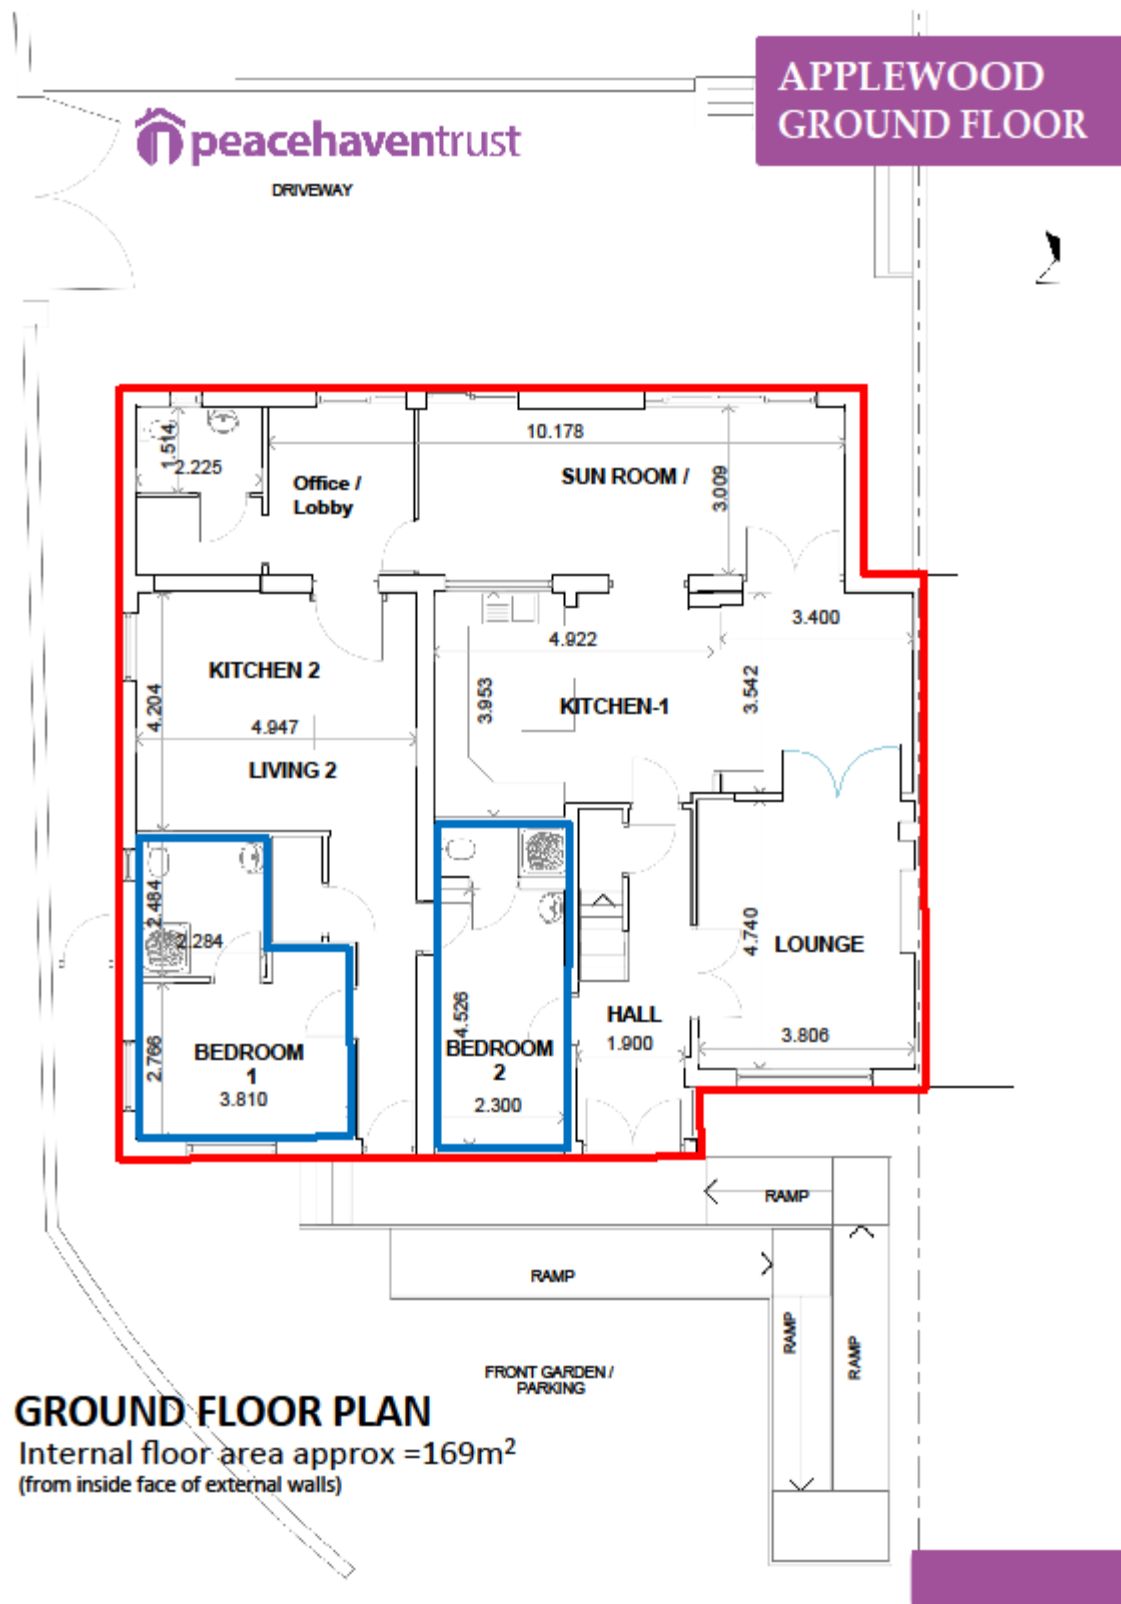 APPLEWOOD
GROUND FLOOR
peacehaventrust
DRIVEWAY
10.178
1.514
2.225
SUN ROOM /
3.009
Office /
Lobby
3.400
4.922
KITCHEN 2
3.542
4.204
3.953
KITCHEN-1
4.947
LIVING 2
2.484
2.284
4.740
LOUNGE
4.526
HALL
1.900
3.806
2.766
BEDROOM
1
3.810
BEDROOM
2
2.300
RAMP
RAMP
RAMP
RAMP
FRONT GARDEN /
PARKING
GROUND FLOOR PLAN
Internal floor area approx =169m²
(from inside face of external walls)